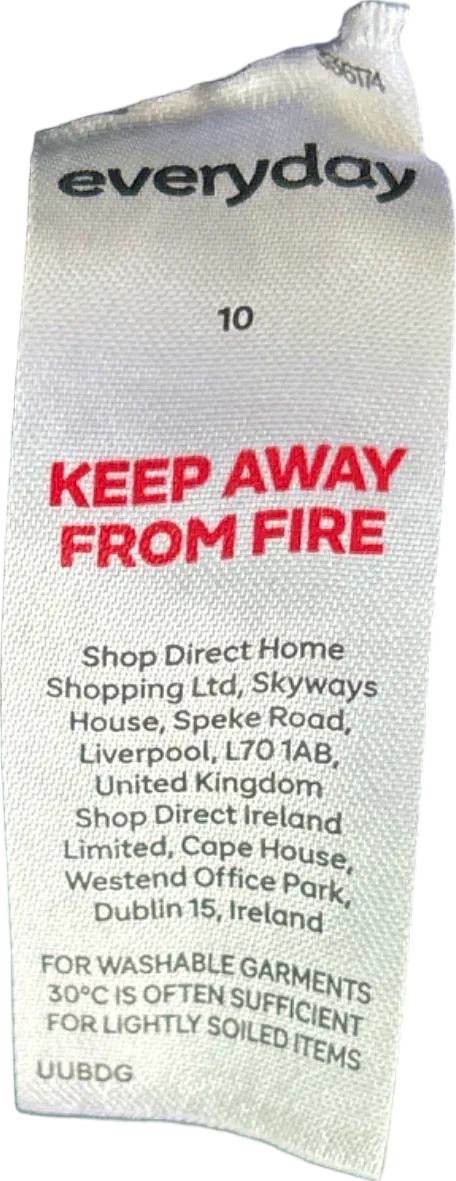 everyday
10
KEEP AWAY
FROM FIRE
Shop Direct Home
Shopping Ltd, Skyways
House, Speke Road,
Liverpool, L70 1AB,
United Kingdom
Shop Direct Ireland
Limited, Cape House,
Westend Office Park,
Dublin 15, Ireland
FOR WASHABLE GARMENTS
30°C IS OFTEN SUFFICIENT
FOR LIGHTLY SOILED ITEMS
UUBDG